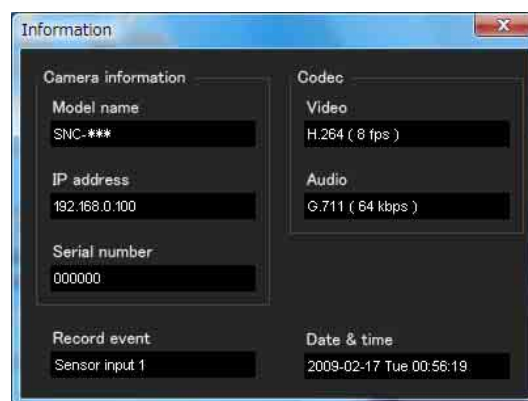 Information
Camera information
Model name
SNC-***
IP address
192.168.0.100
Serial number
000000
Codec
Video
H.264 ( 8 fps )
Audio
G.711 ( 64 kbps )
Record event
Sensor input 1
Date & time
2009-02-17 Tue 00:56:19